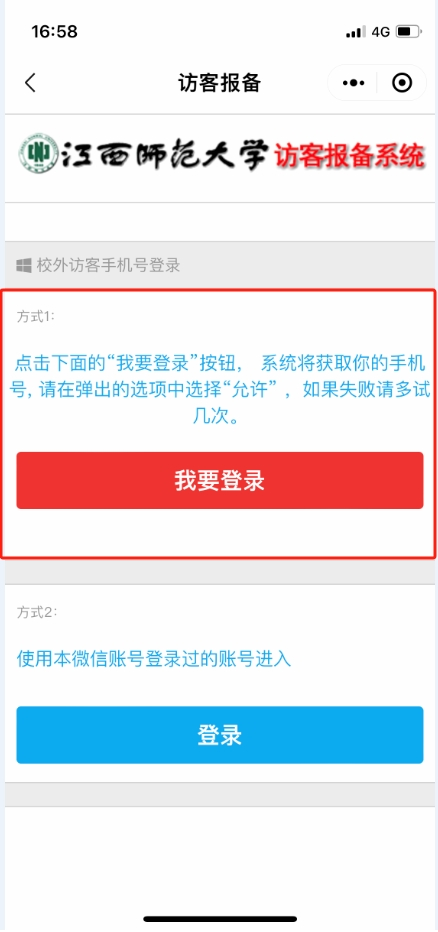 16:58
4G
访客报备
江西师范大学访客报备系统
校外访客手机号登录
方式1:
点击下面的“我要登录”按钮， 系统将获取你的手机
号, 请在弹出的选项中选择“允许” ，如果失败请多试
几次。
我要登录
方式2:
使用本微信账号登录过的账号进入
登录